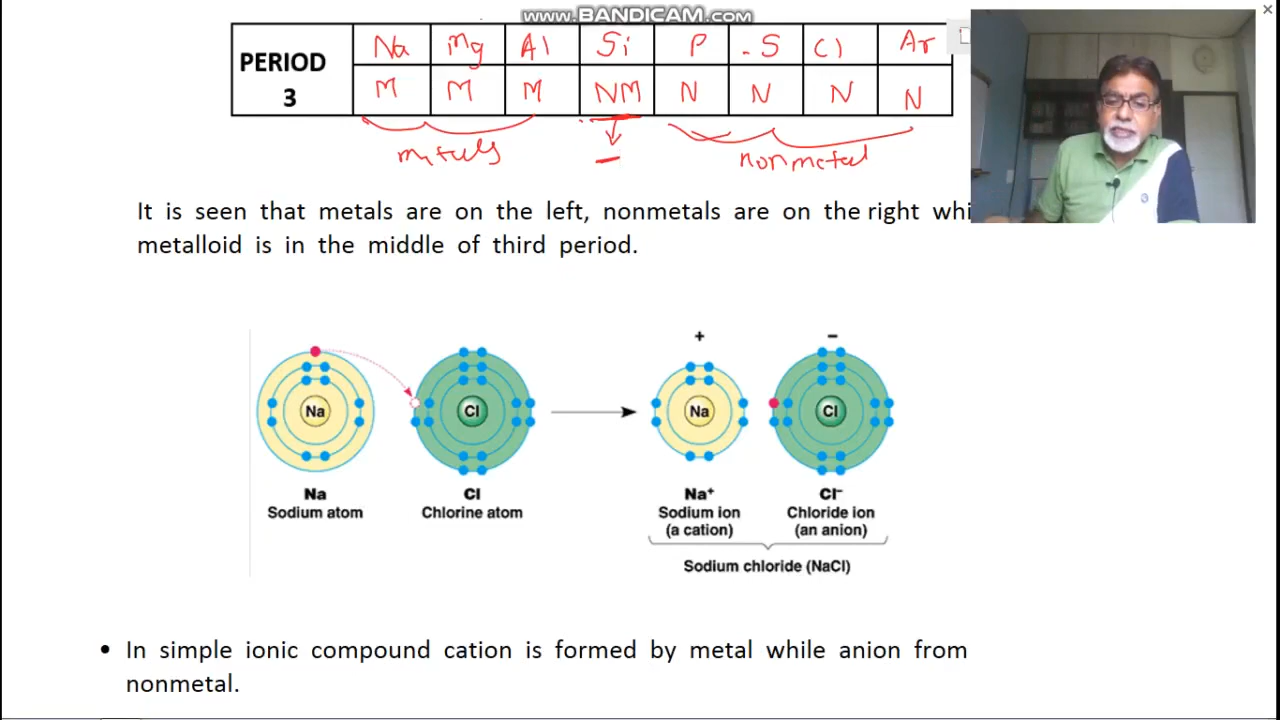 www.BANDICAM.com
PERIOD 3
Na Mg Al Si P S Cl Ar
M M M NM N N N N
metals nonmetal
It is seen that metals are on the left, nonmetals are on the right whi
metalloid is in the middle of third period.
+ −
Na Cl Na Cl
Na Cl Na⁺ Cl⁻
Sodium atom Chlorine atom Sodium ion Chloride ion
(a cation) (an anion)
Sodium chloride (NaCl)
• In simple ionic compound cation is formed by metal while anion from
nonmetal.